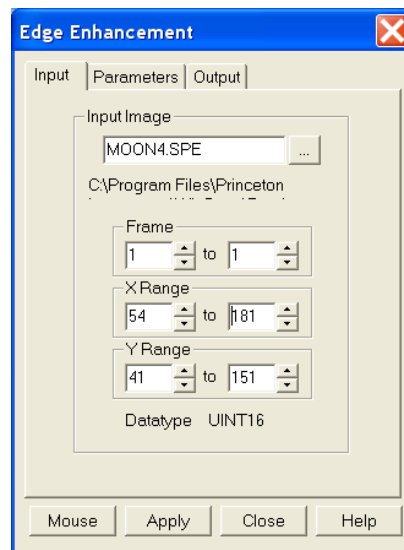 Edge Enhancement
Input Parameters Output
Input Image
MOON4.SPE ...
C:\Program Files\Princeton
Frame
1 to 1
X Range
54 to 181
Y Range
41 to 151
Datatype UINT16
Mouse Apply Close Help